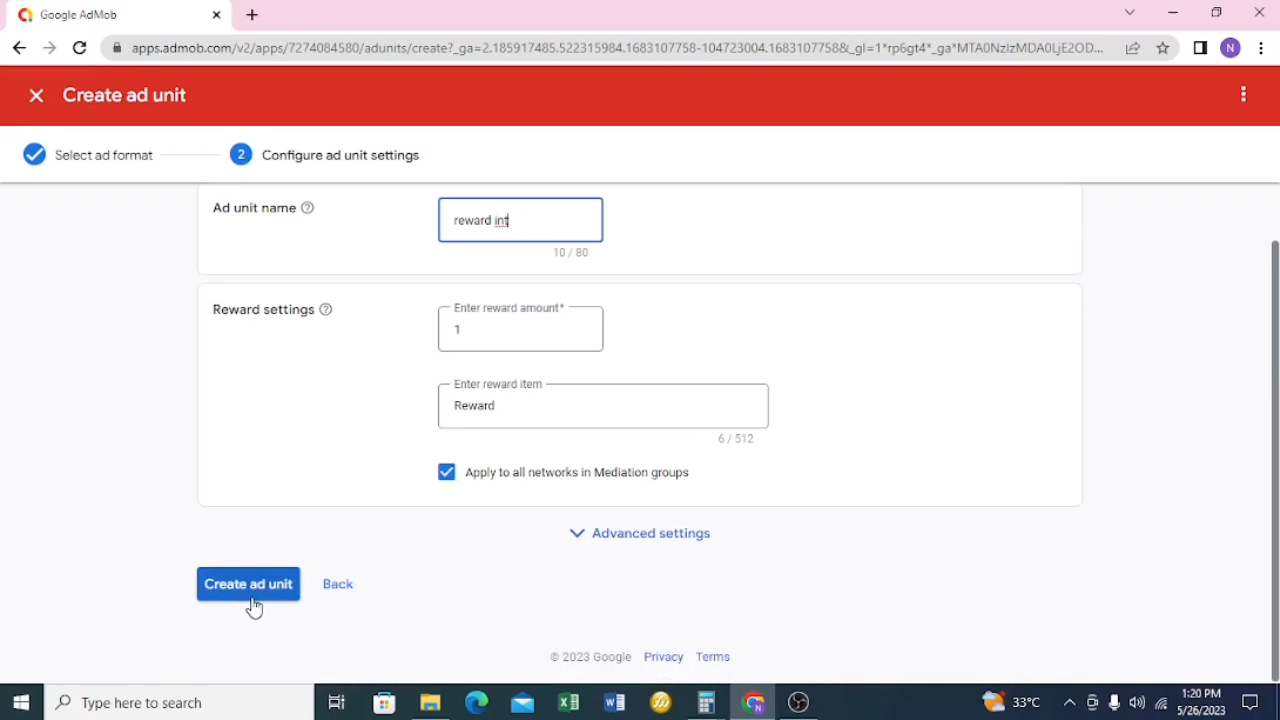 Google AdMob
apps.admob.com/v2/apps/7274084580/adunits/create?_ga=2.185917485.522315984.1683107758-104723004.1683107758&_gl=1*rp6gt4*_ga*MTA0NzIzMDA0LjE2OD...
N
Create ad unit
Select ad format
2
Configure ad unit settings
Ad unit name
reward int
10 / 80
Reward settings
Enter reward amount*
1
Enter reward item
Reward
6 / 512
Apply to all networks in Mediation groups
Advanced settings
Create ad unit
Back
© 2023 Google
Privacy
Terms
Type here to search
33°C
1:20 PM
5/26/2023